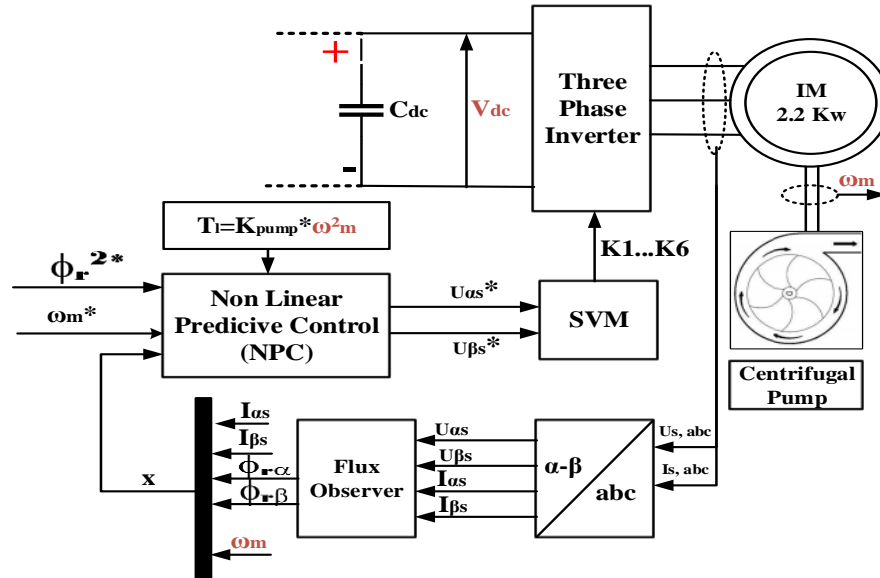 +
-
Cdc
Vdc
Three
Phase
Inverter
IM
2.2 Kw
ωm
Tl=Kpump*ω²m
K1...K6
ϕr²*
ωm*
Non Linear
Predicive Control
(NPC)
Uαs*
Uβs*
SVM
Centrifugal
Pump
x
Iαs
Iβs
ϕrα
ϕrβ
ωm
Flux
Observer
Uαs
Uβs
Iαs
Iβs
α-β
abc
Us, abc
Is, abc